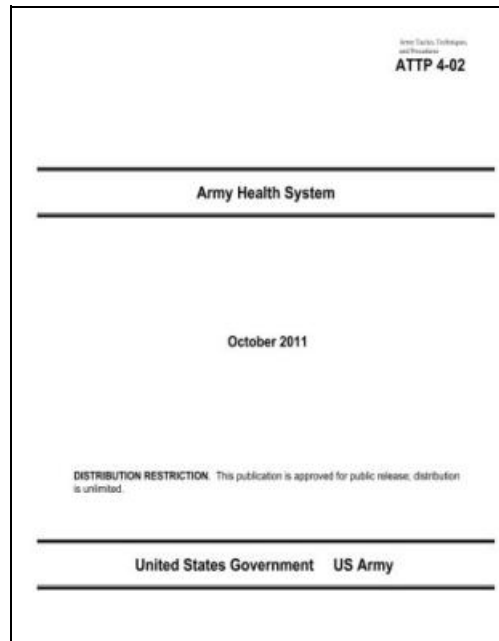 Army Tactics, Techniques,
and Procedures
ATTP 4-02
Army Health System
October 2011
DISTRIBUTION RESTRICTION. This publication is approved for public release; distribution
is unlimited.
United States Government US Army